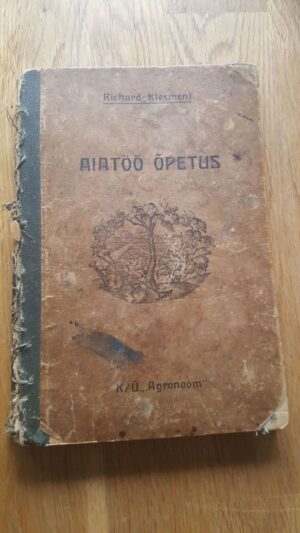 Richard Klesment
AIATÖÖ ÕPETUS
K/Ü. „Agronoom"